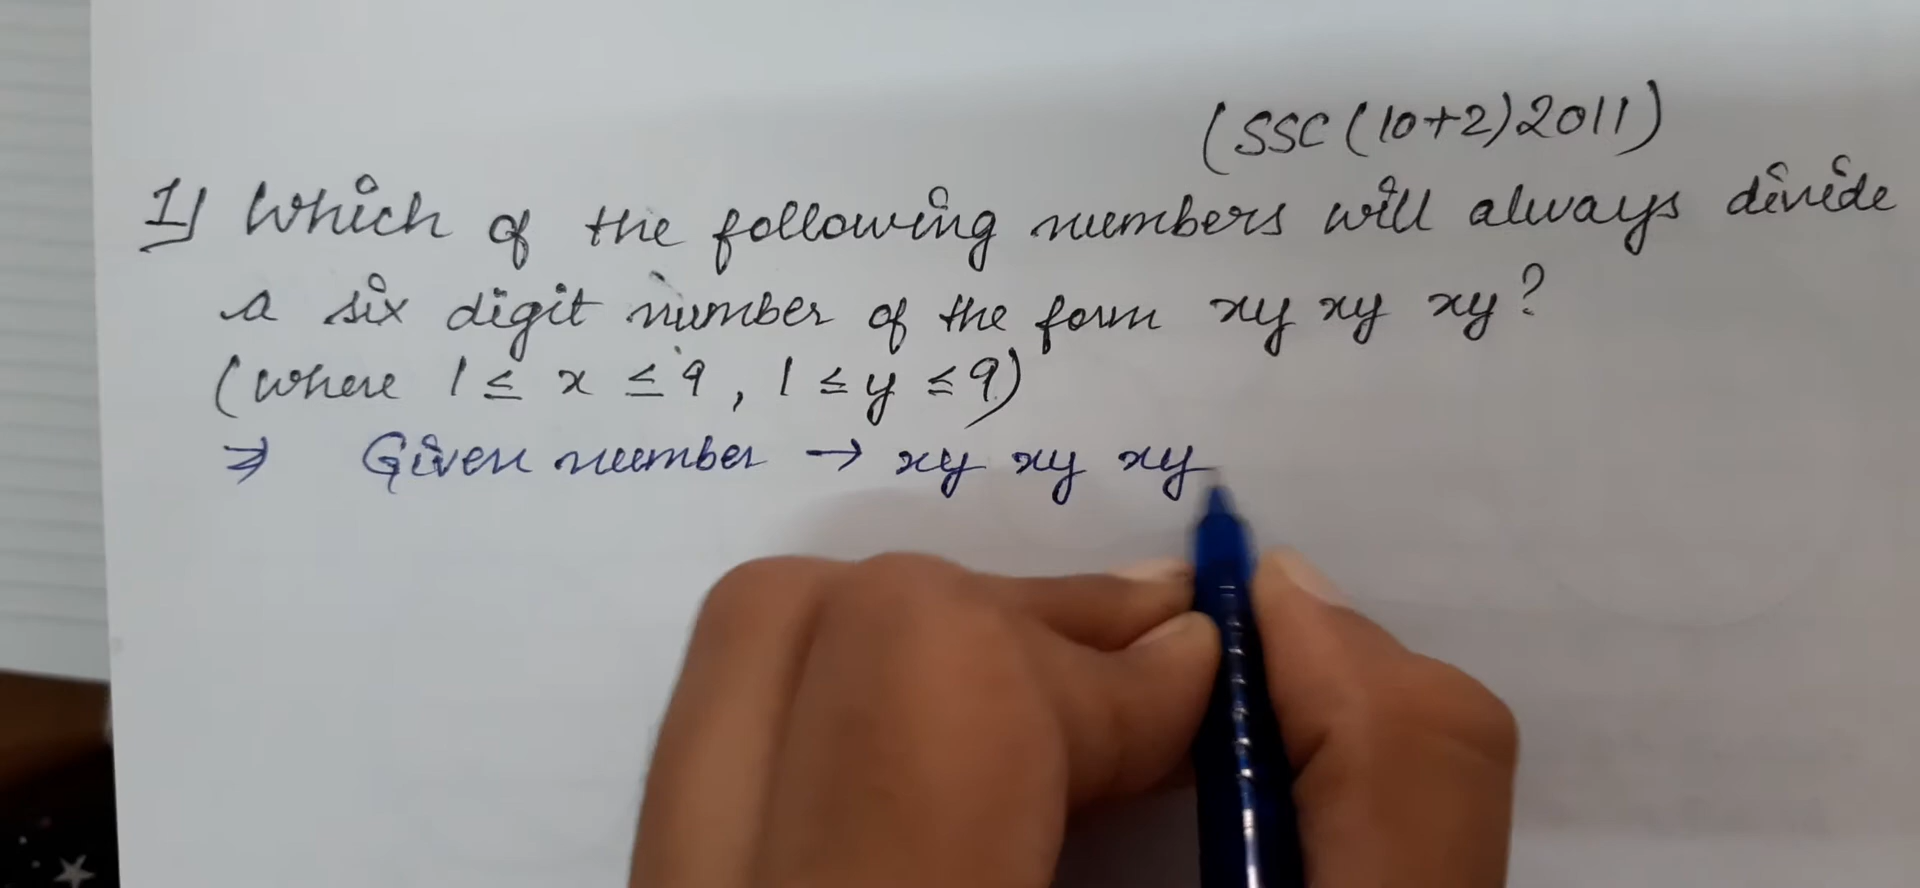 (SSC (10+2) 2011)
1) Which of the following numbers will always divide
a six digit number of the form xy xy xy?
(where 1 ≤ x ≤ 9, 1 ≤ y ≤ 9)
⇒ Given number → xy xy xy